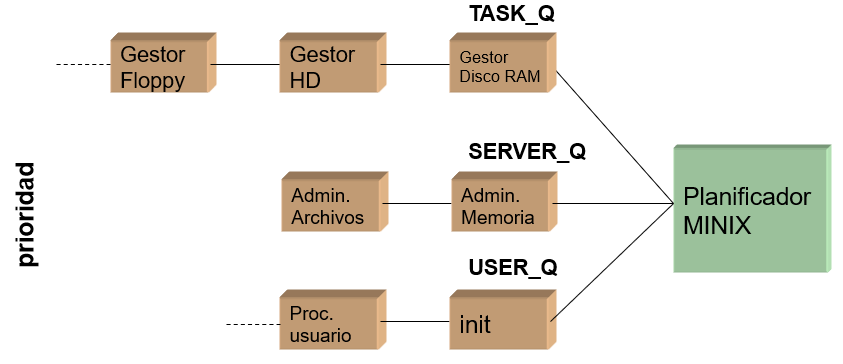 TASK_Q
Gestor
Floppy
Gestor
HD
Gestor
Disco RAM
SERVER_Q
Admin.
Archivos
Admin.
Memoria
Planificador
MINIX
prioridad
USER_Q
Proc.
usuario
init